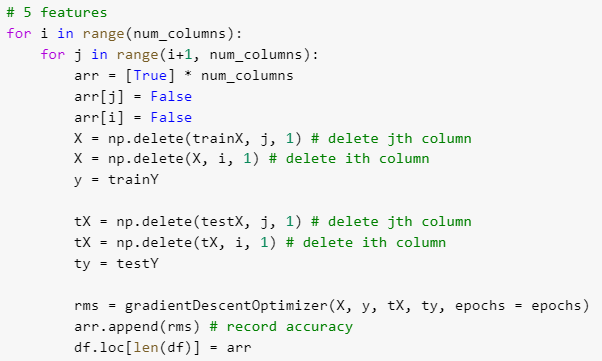 # 5 features
for i in range(num_columns):
    for j in range(i+1, num_columns):
        arr = [True] * num_columns
        arr[j] = False
        arr[i] = False
        X = np.delete(trainX, j, 1) # delete jth column
        X = np.delete(X, i, 1) # delete ith column
        y = trainY

        tX = np.delete(testX, j, 1) # delete jth column
        tX = np.delete(tX, i, 1) # delete ith column
        ty = testY

        rms = gradientDescentOptimizer(X, y, tX, ty, epochs = epochs)
        arr.append(rms) # record accuracy
        df.loc[len(df)] = arr